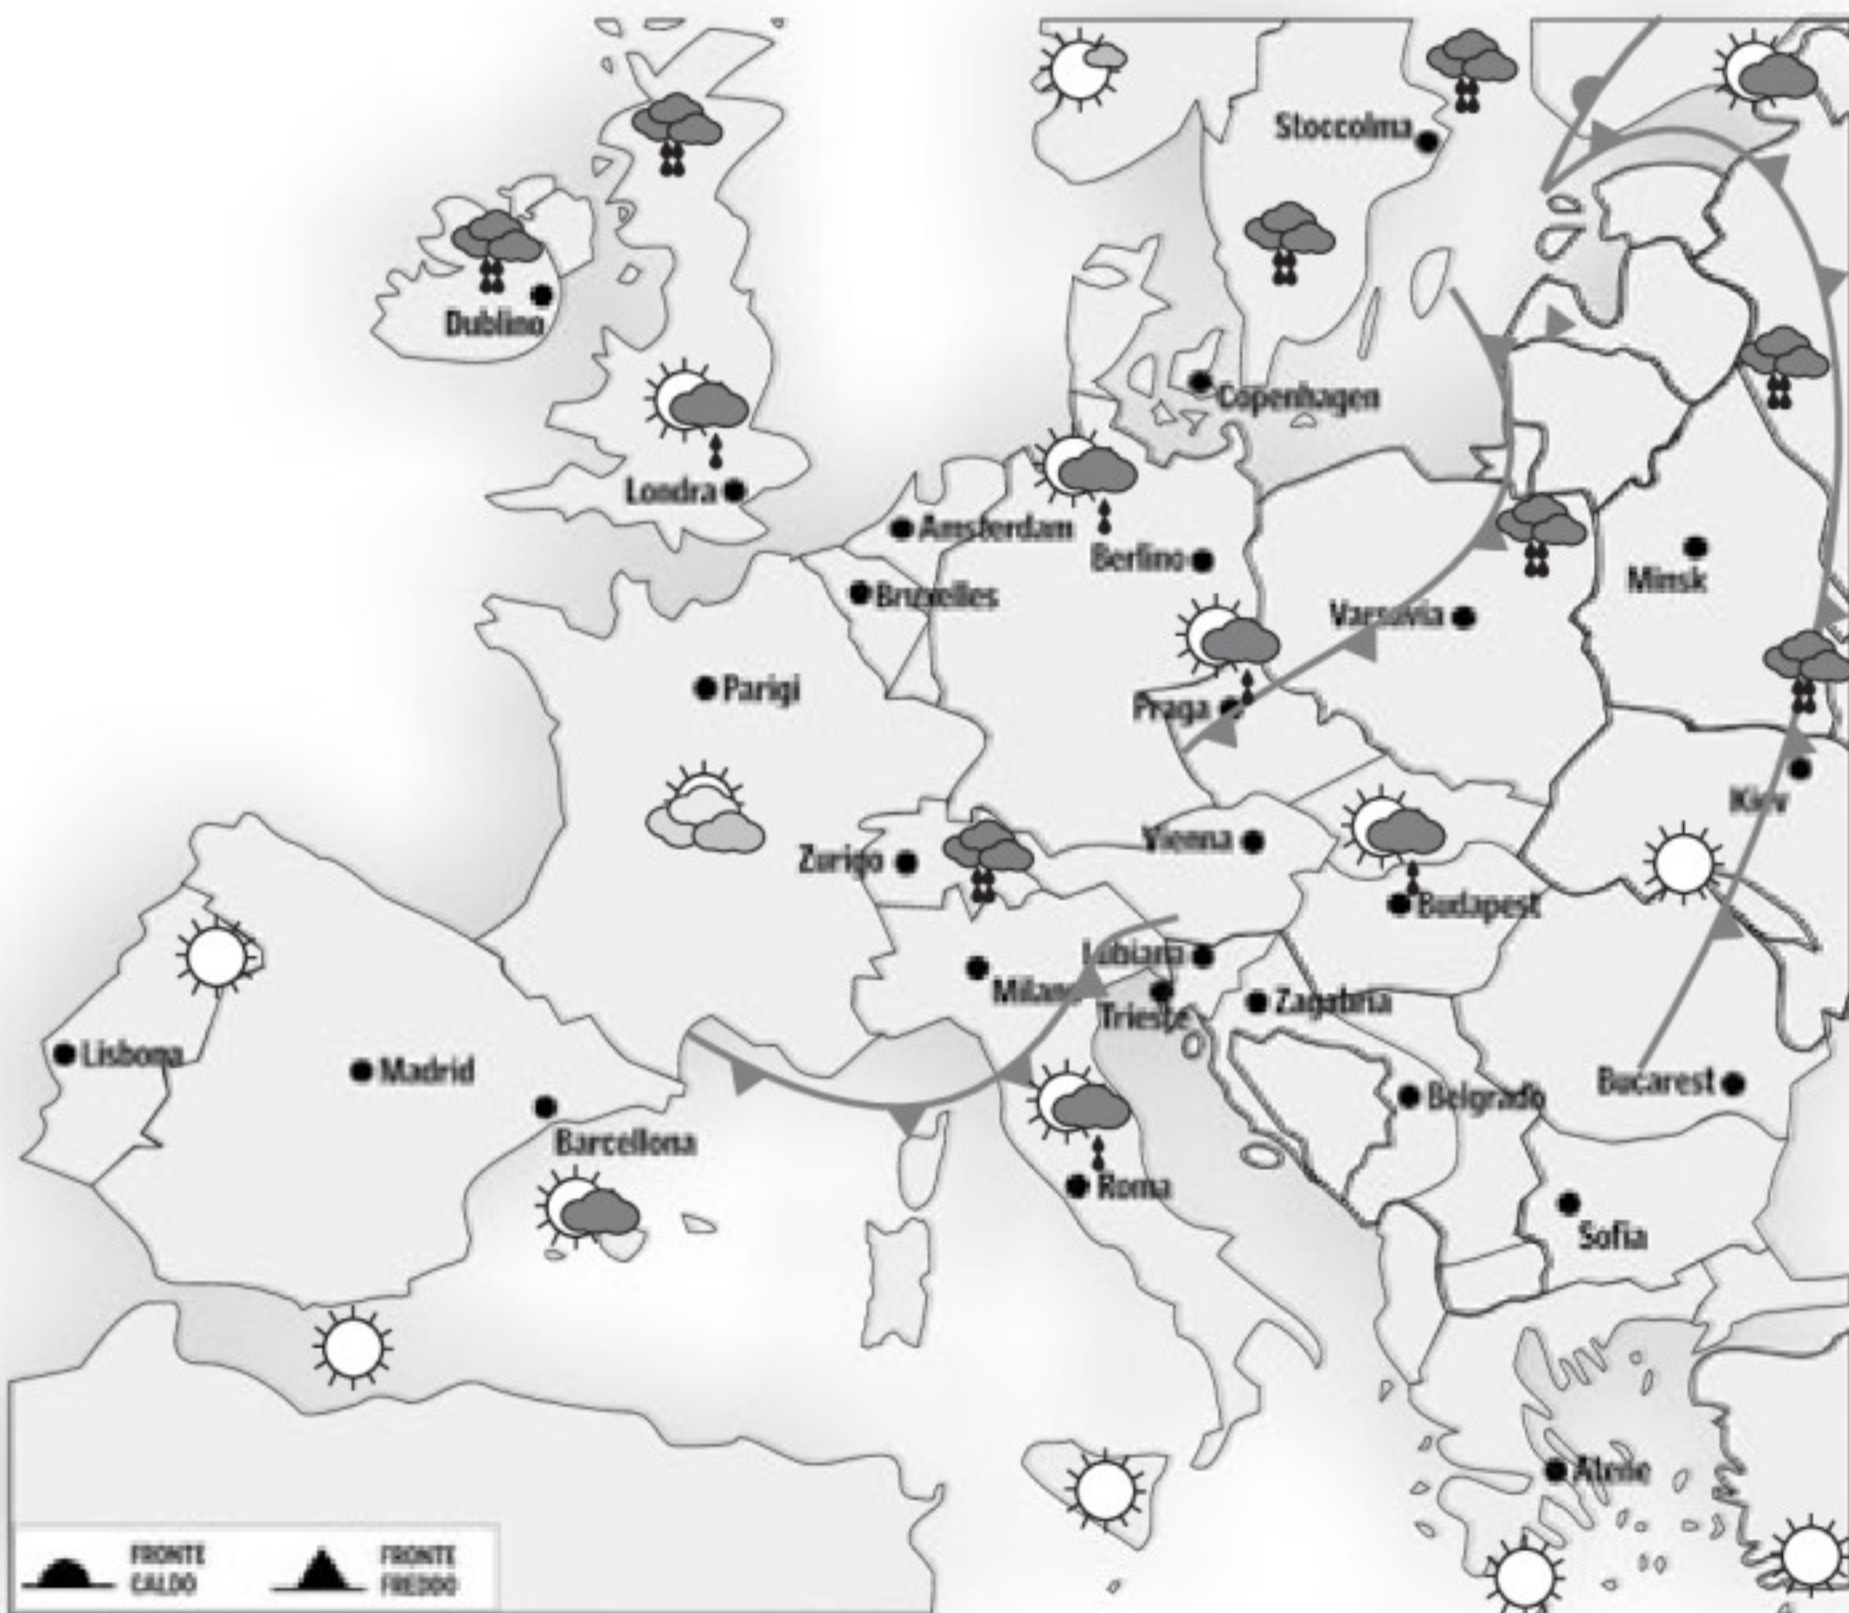 Stoccolma
Dublino
Copenhagen
Londra
Amsterdam
Berlino
Bruxelles
Minsk
Varsavia
Parigi
Praga
Kiev
Vienna
Zurigo
Budapest
Lubiana
Milano
Trieste
Zagabria
Lisbona
Madrid
Bucarest
Belgrado
Barcellona
Roma
Sofia
Atene
FRONTE
CALDO
FRONTE
FREDDO